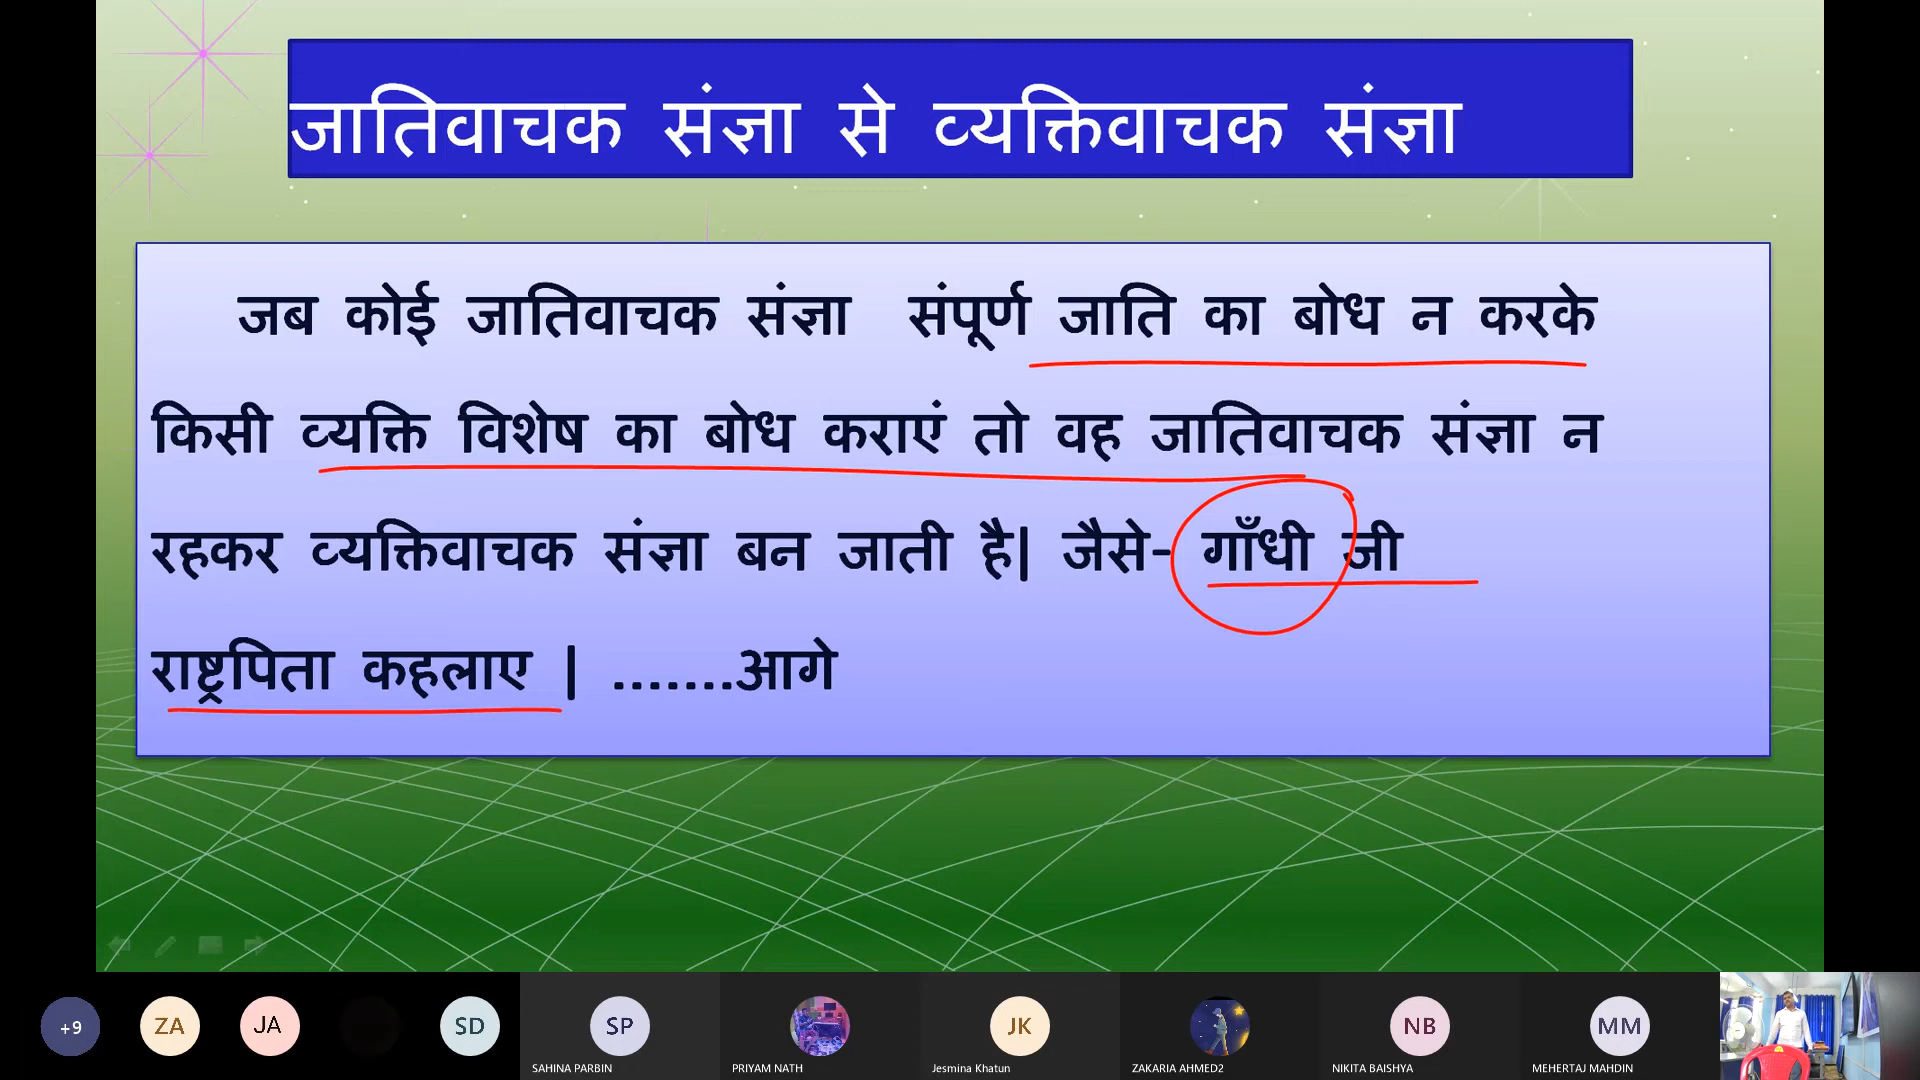 जातिवाचक संज्ञा से व्यक्तिवाचक संज्ञा
जब कोई जातिवाचक संज्ञा संपूर्ण जाति का बोध न करके
किसी व्यक्ति विशेष का बोध कराएं तो वह जातिवाचक संज्ञा न
रहकर व्यक्तिवाचक संज्ञा बन जाती है| जैसे- गाँधी जी
राष्ट्रपिता कहलाए | .......आगे
+9 ZA JA SD SP JK NB MM
SAHINA PARBIN PRIYAM NATH Jesmina Khatun ZAKARIA AHMED2 NIKITA BAISHYA MEHERTAJ MAHDIN